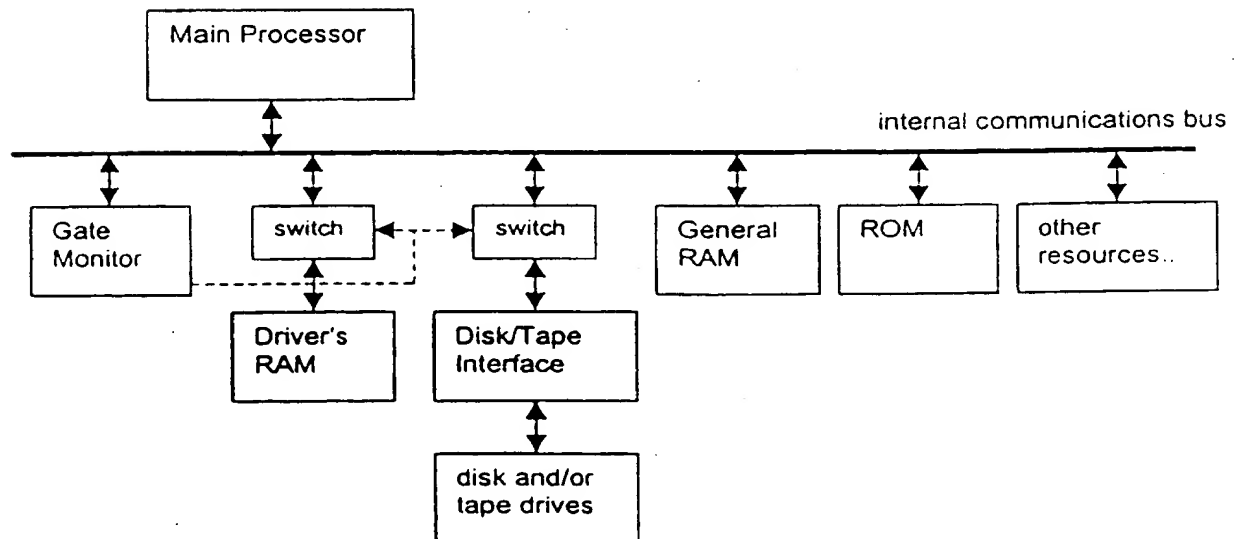 Main Processor
internal communications bus
Gate
Monitor
switch
switch
General
RAM
ROM
other
resources..
Driver's
RAM
Disk/Tape
Interface
disk and/or
tape drives